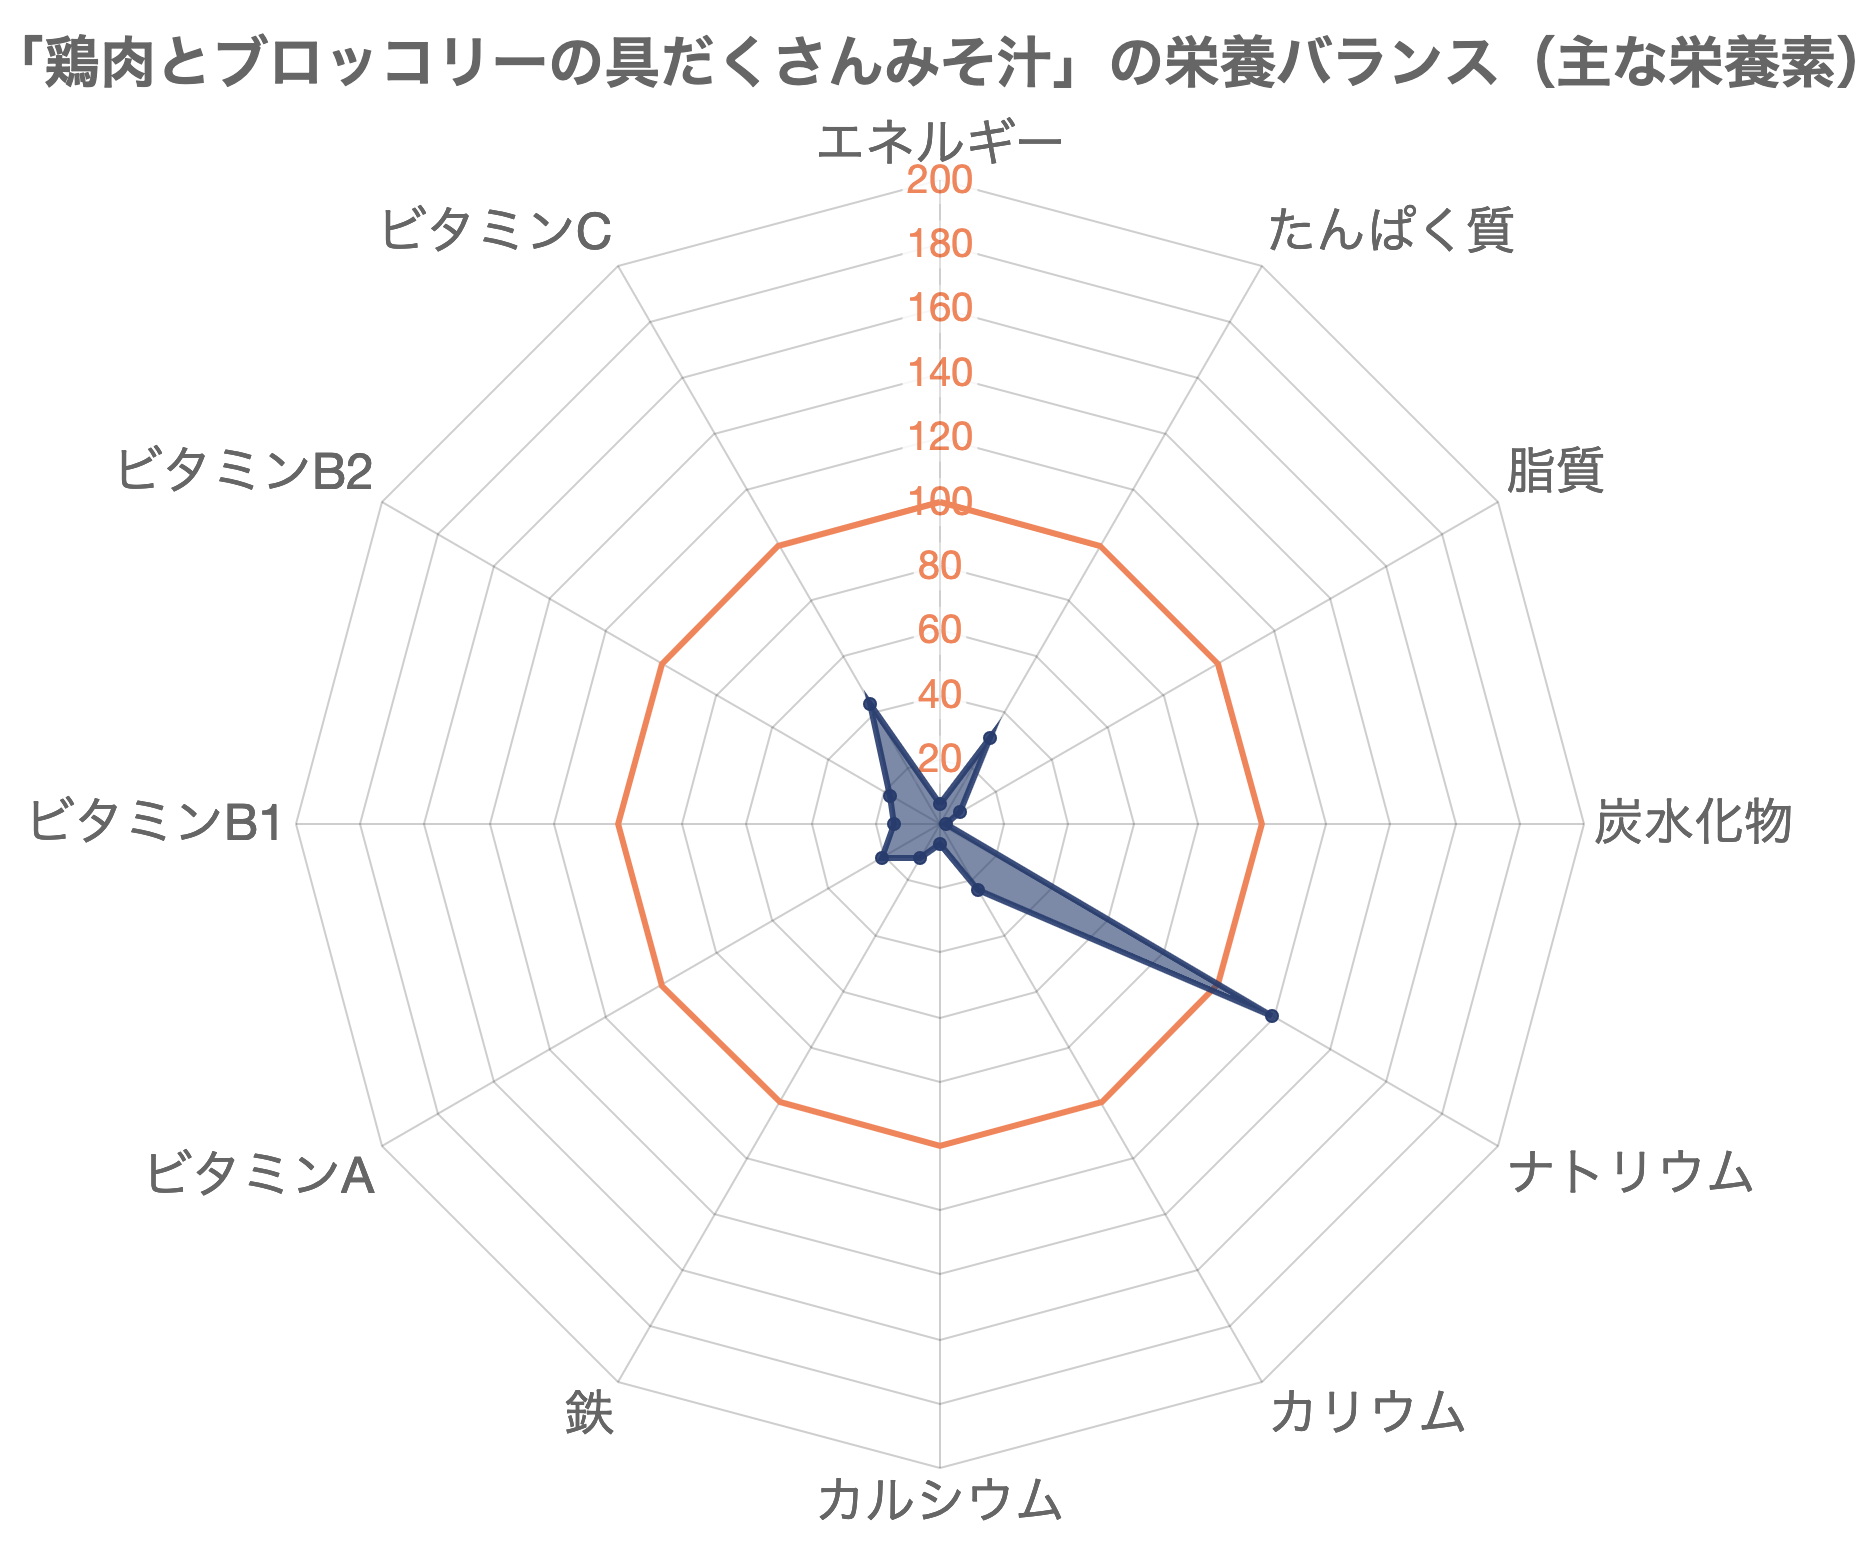 「鶏肉とブロッコリーの具だくさんみそ汁」の栄養バランス（主な栄養素）
エネルギー
たんぱく質
脂質
炭水化物
ナトリウム
カリウム
カルシウム
鉄
ビタミンA
ビタミンB1
ビタミンB2
ビタミンC
200
180
160
140
120
100
80
60
40
20